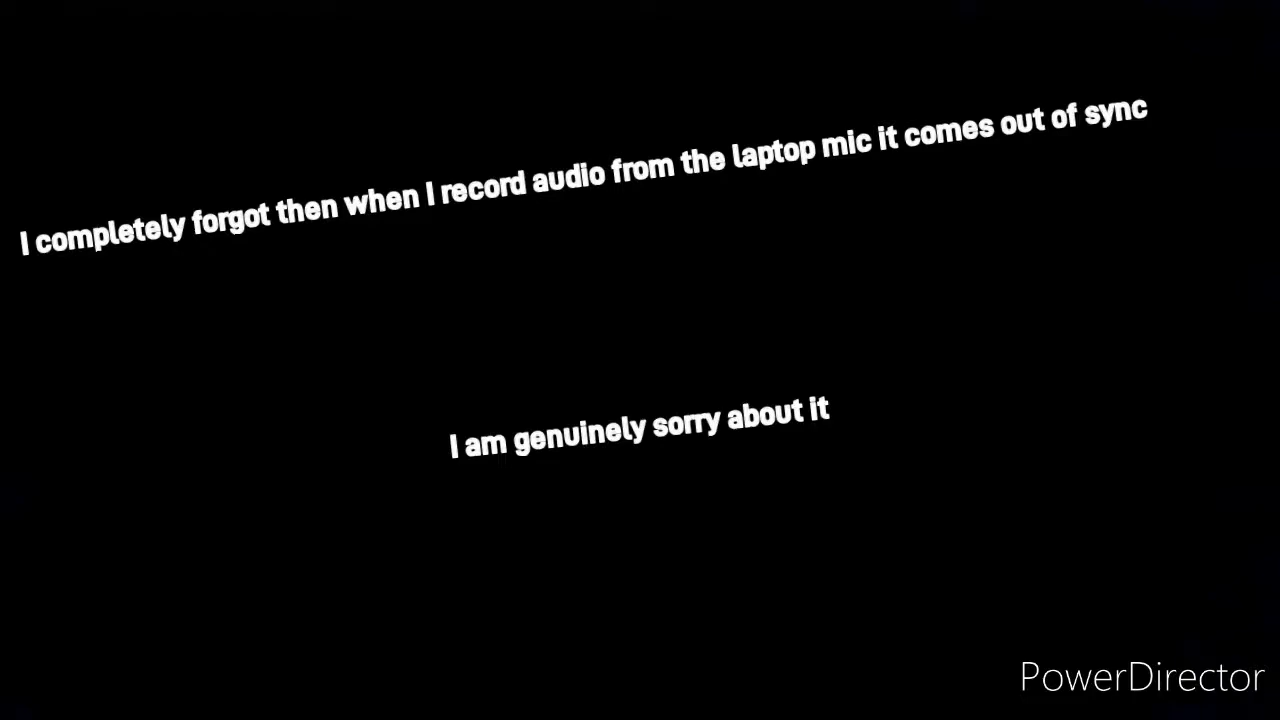 I completely forgot then when I record audio from the laptop mic it comes out of sync
I am genuinely sorry about it
PowerDirector